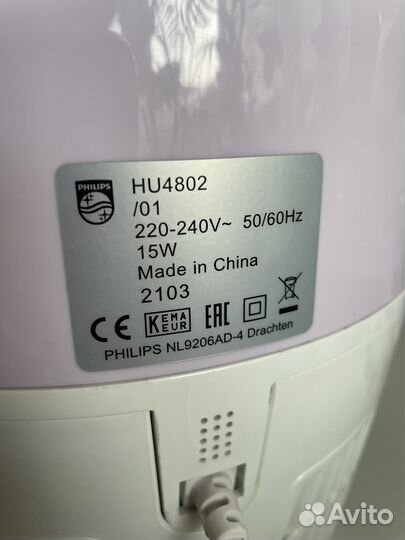 PHILIPS
HU4802
/01
220-240V~ 50/60Hz
15W
Made in China
2103
CE KEMA KEUR EAC
PHILIPS NL9206AD-4 Drachten
Avito